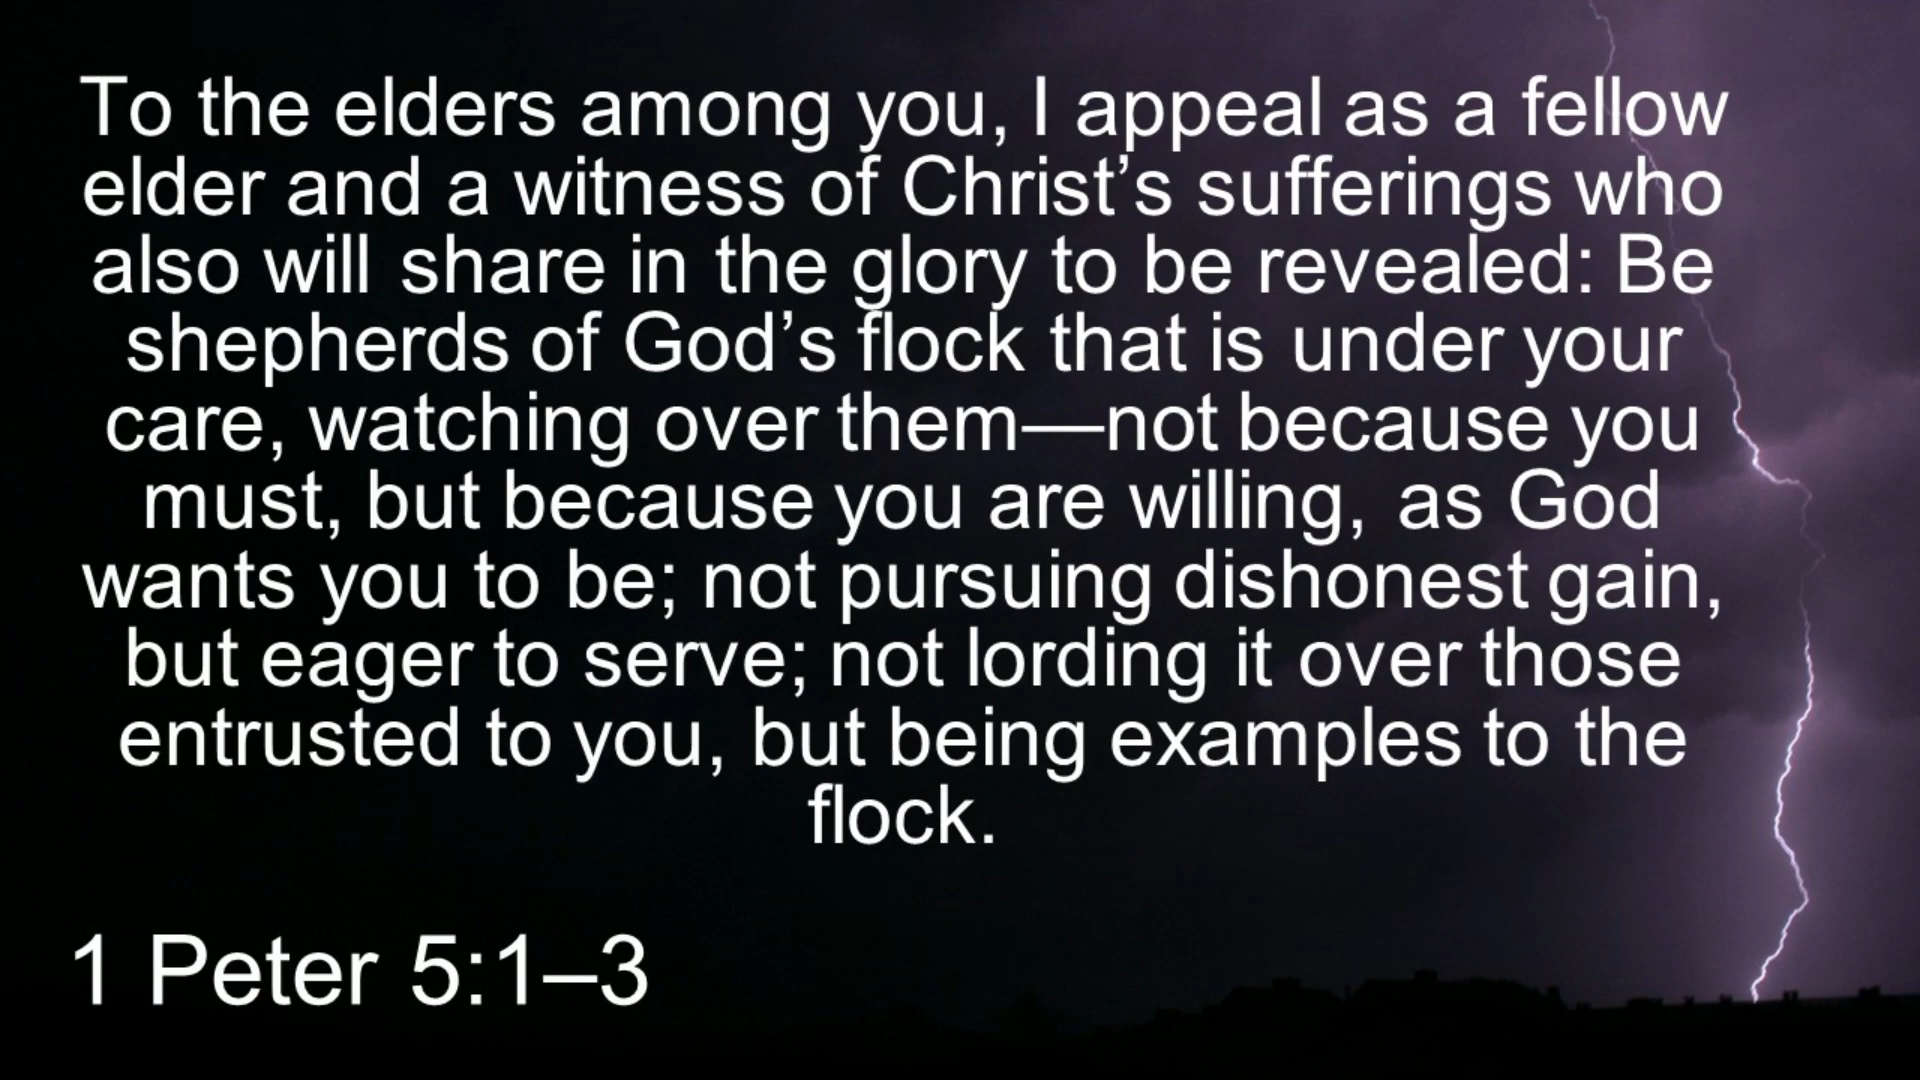 To the elders among you, I appeal as a fellow
elder and a witness of Christ’s sufferings who
also will share in the glory to be revealed: Be
shepherds of God’s flock that is under your
care, watching over them—not because you
must, but because you are willing, as God
wants you to be; not pursuing dishonest gain,
but eager to serve; not lording it over those
entrusted to you, but being examples to the
flock.
1 Peter 5:1–3